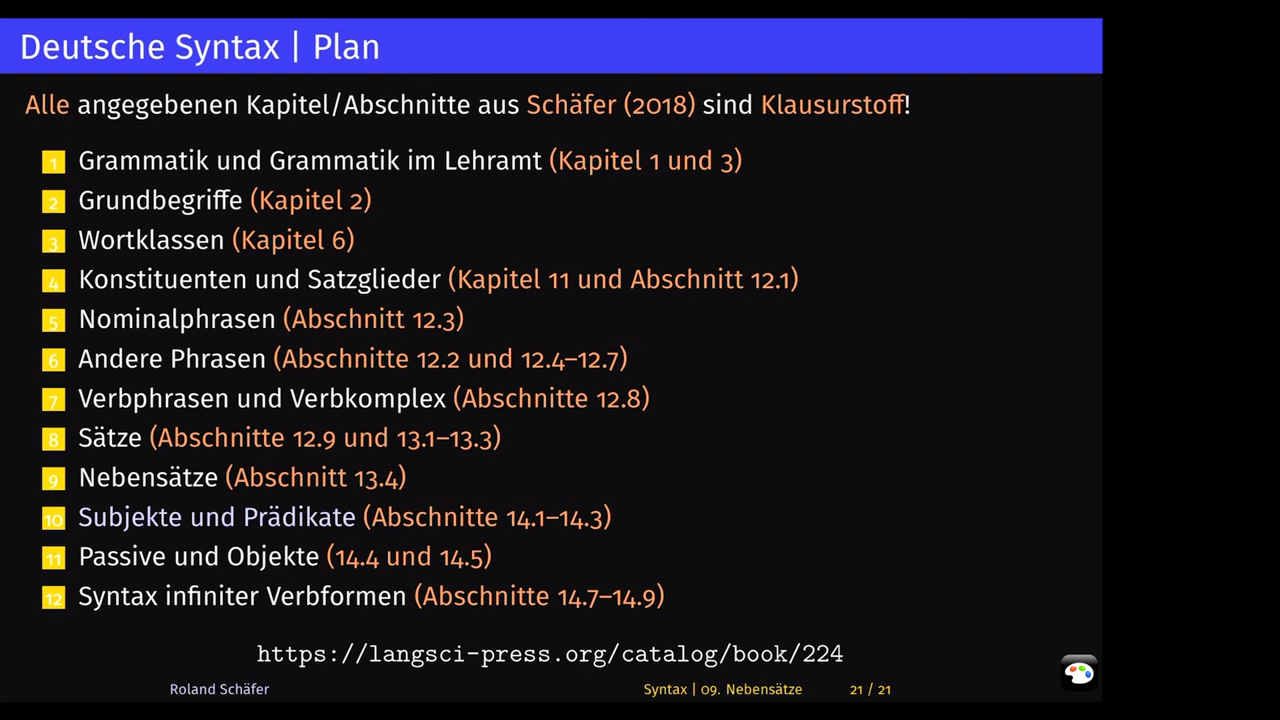 Deutsche Syntax | Plan
Alle angegebenen Kapitel/Abschnitte aus Schäfer (2018) sind Klausurstoff!
1 Grammatik und Grammatik im Lehramt (Kapitel 1 und 3)
2 Grundbegriffe (Kapitel 2)
3 Wortklassen (Kapitel 6)
4 Konstituenten und Satzglieder (Kapitel 11 und Abschnitt 12.1)
5 Nominalphrasen (Abschnitt 12.3)
6 Andere Phrasen (Abschnitte 12.2 und 12.4–12.7)
7 Verbphrasen und Verbkomplex (Abschnitte 12.8)
8 Sätze (Abschnitte 12.9 und 13.1–13.3)
9 Nebensätze (Abschnitt 13.4)
10 Subjekte und Prädikate (Abschnitte 14.1–14.3)
11 Passive und Objekte (14.4 und 14.5)
12 Syntax infiniter Verbformen (Abschnitte 14.7–14.9)
https://langsci-press.org/catalog/book/224
Roland Schäfer Syntax | 09. Nebensätze 21 / 21